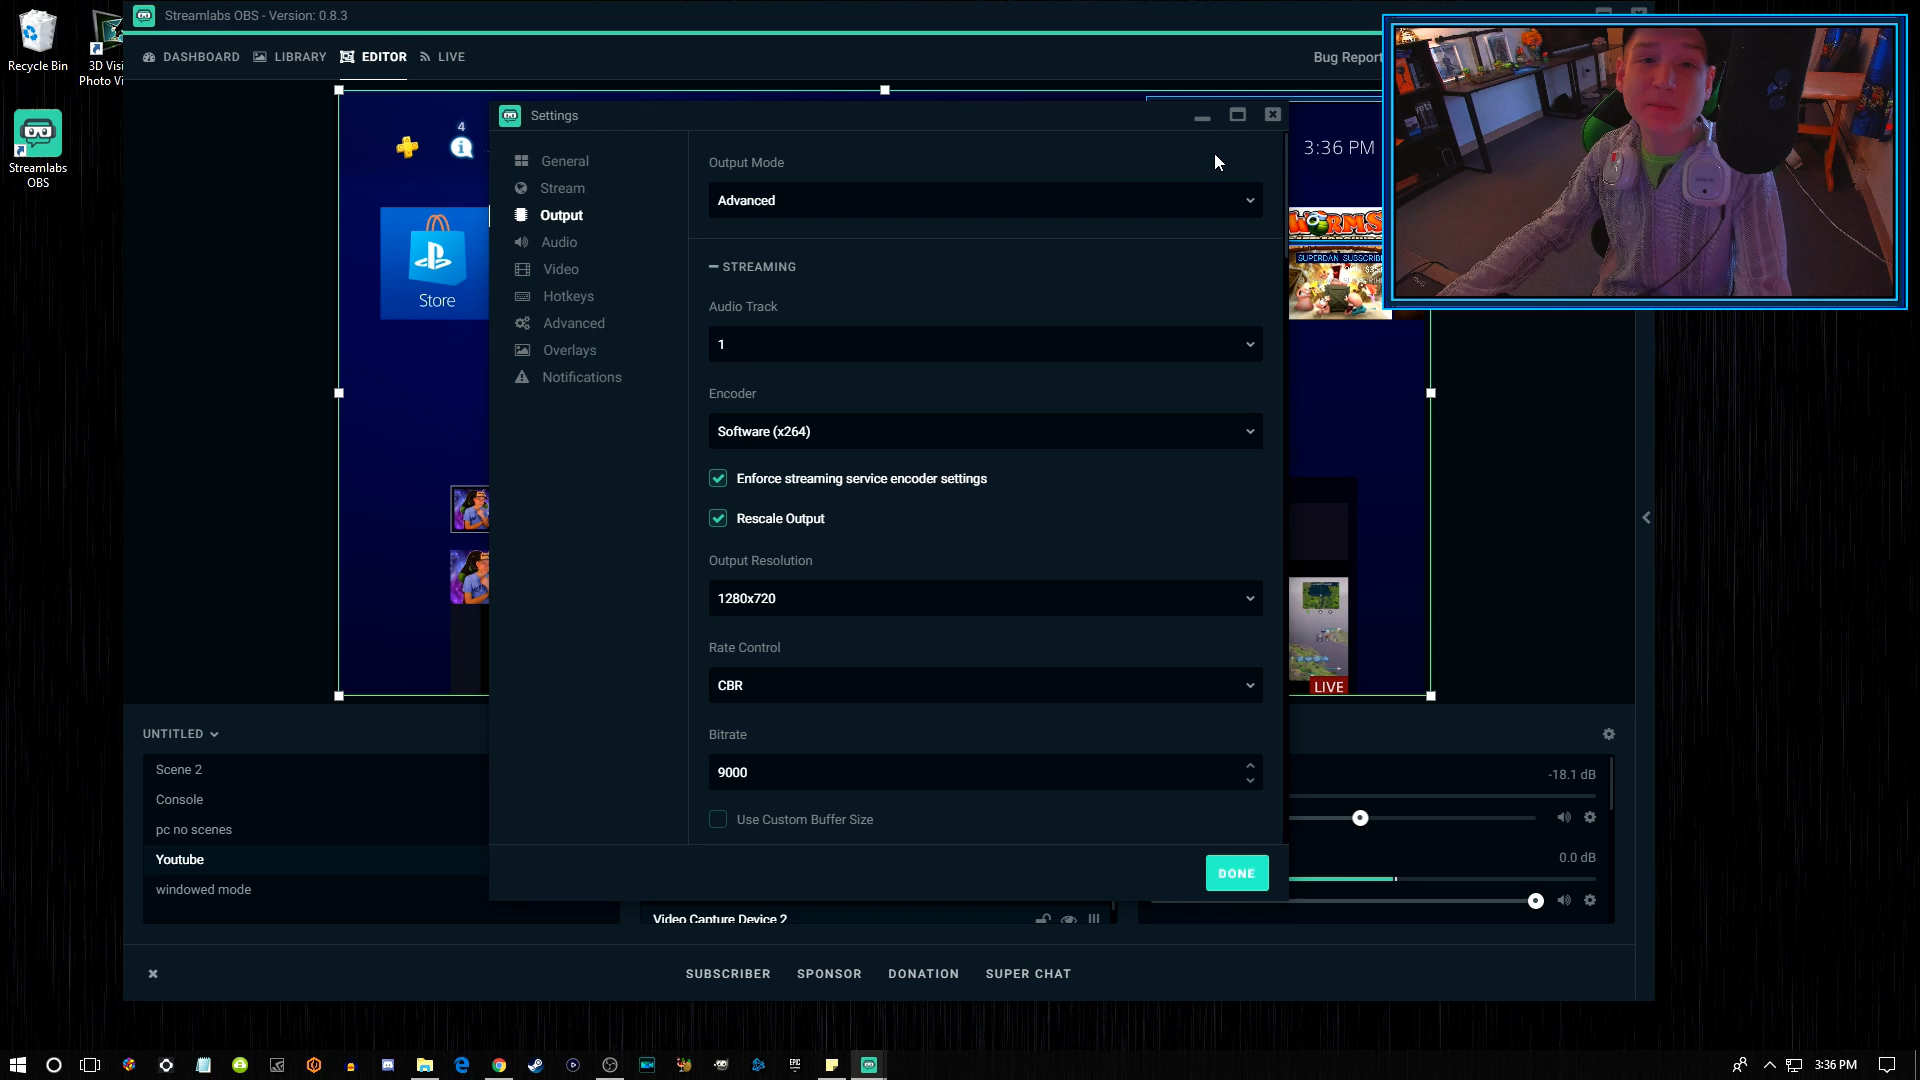 Streamlabs OBS - Version: 0.8.3
Recycle Bin
3D Visi
Photo Vi
Streamlabs
OBS
DASHBOARD
LIBRARY
EDITOR
LIVE
Bug Report
4
Store
3:36 PM
WORMS
LIVE
Settings
General
Stream
Output
Audio
Video
Hotkeys
Advanced
Overlays
Notifications
Output Mode
Advanced
STREAMING
Audio Track
1
Encoder
Software (x264)
Enforce streaming service encoder settings
Rescale Output
Output Resolution
1280x720
Rate Control
CBR
Bitrate
9000
Use Custom Buffer Size
DONE
UNTITLED
Scene 2
Console
pc no scenes
Youtube
windowed mode
Video Capture Device 2
-18.1 dB
0.0 dB
SUBSCRIBER
SPONSOR
DONATION
SUPER CHAT
EPIC
3:36 PM